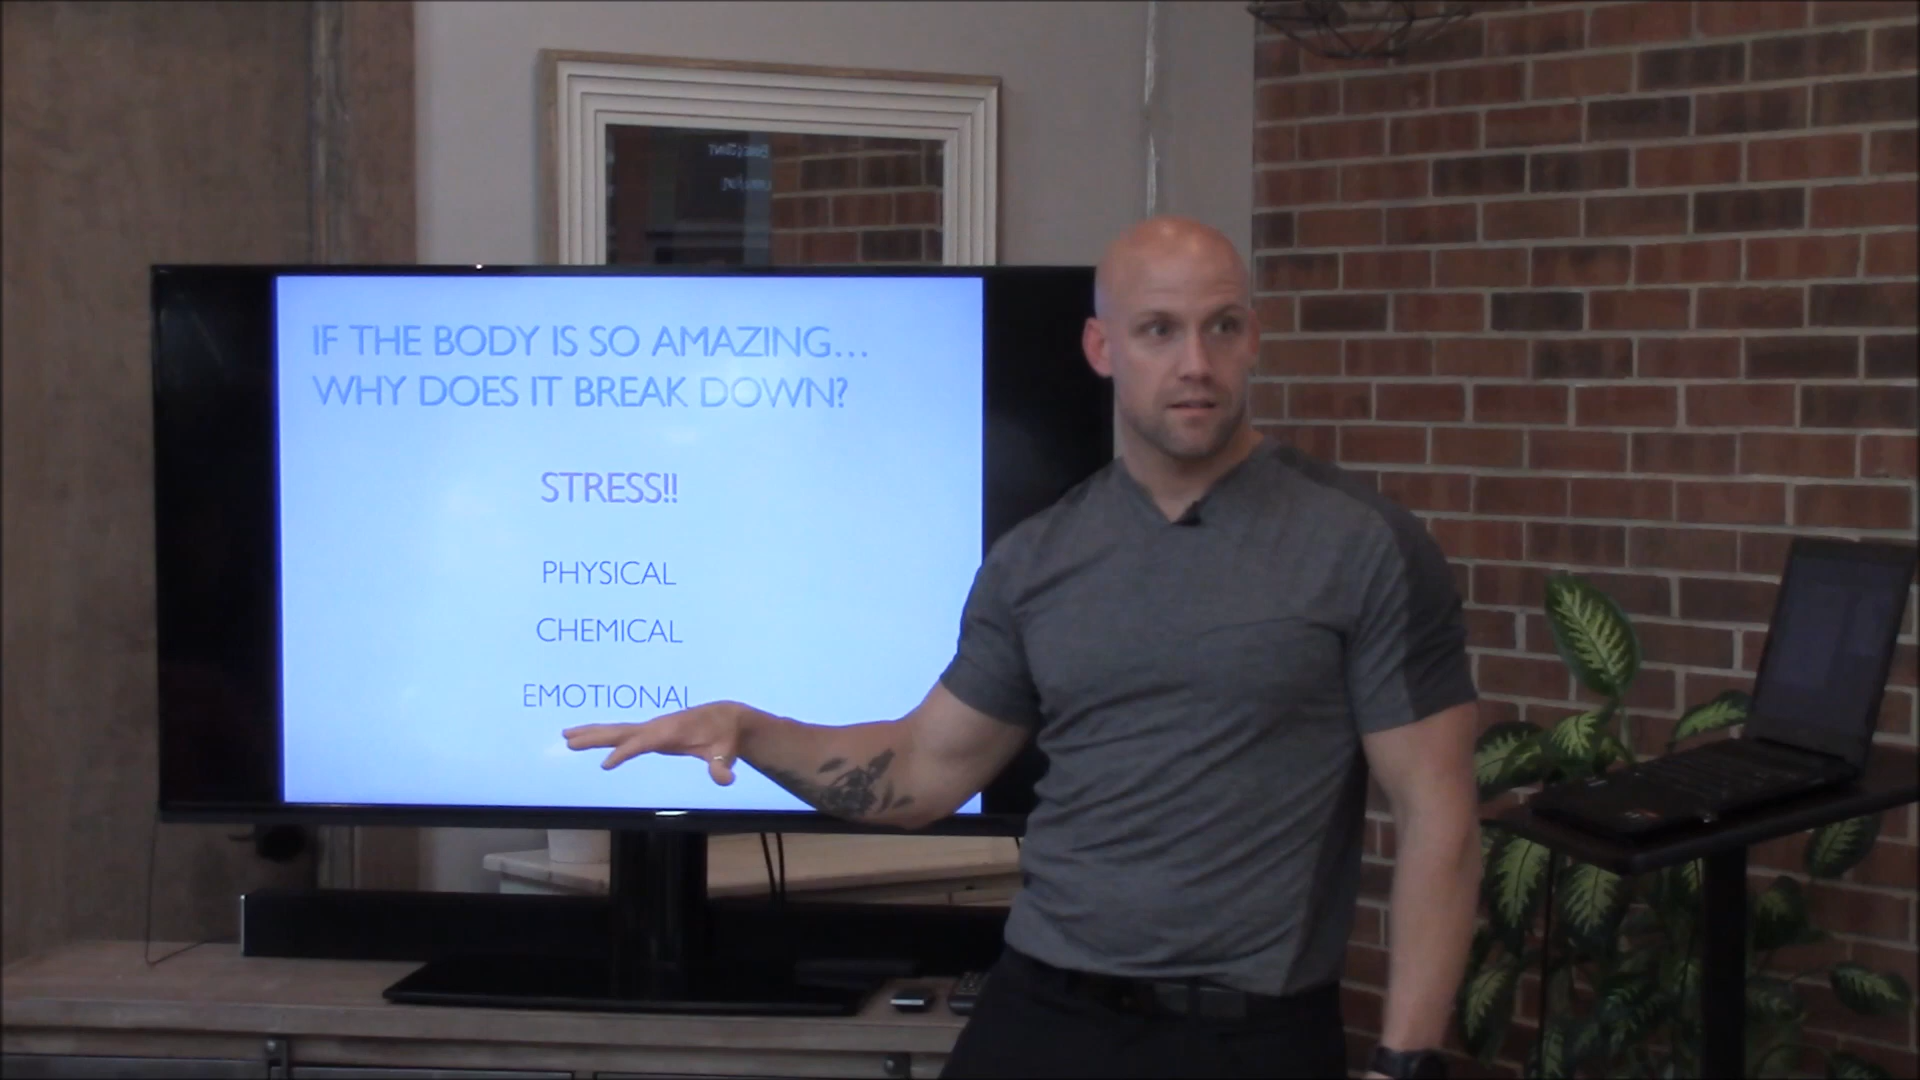 IF THE BODY IS SO AMAZING...
WHY DOES IT BREAK DOWN?
STRESS!!
PHYSICAL
CHEMICAL
EMOTIONAL